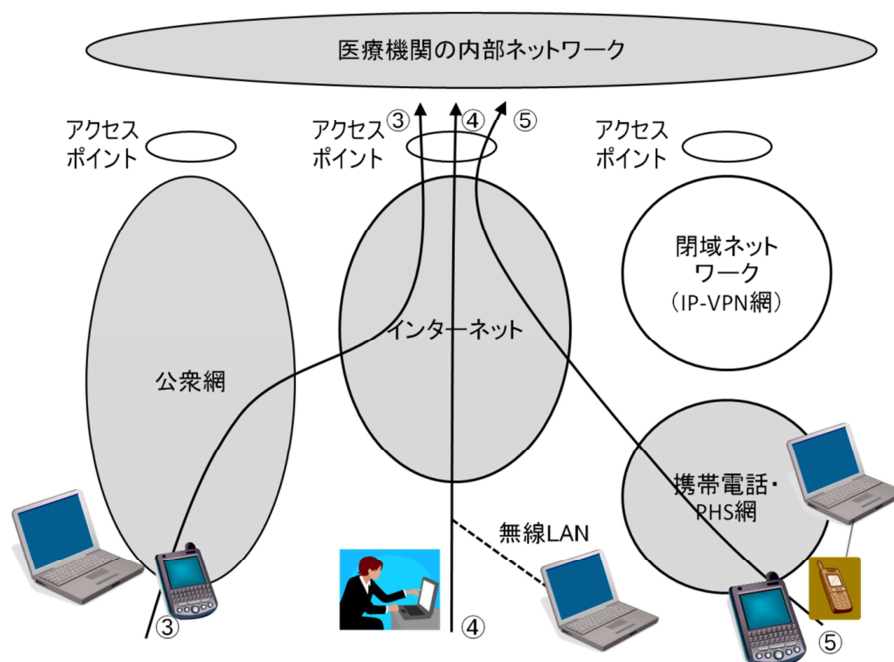 医療機関の内部ネットワーク
アクセス
ポイント
アクセス
ポイント
③
④
⑤
アクセス
ポイント
公衆網
インターネット
閉域ネット
ワーク
（IP-VPN網）
携帯電話・
PHS網
無線LAN
③
④
⑤